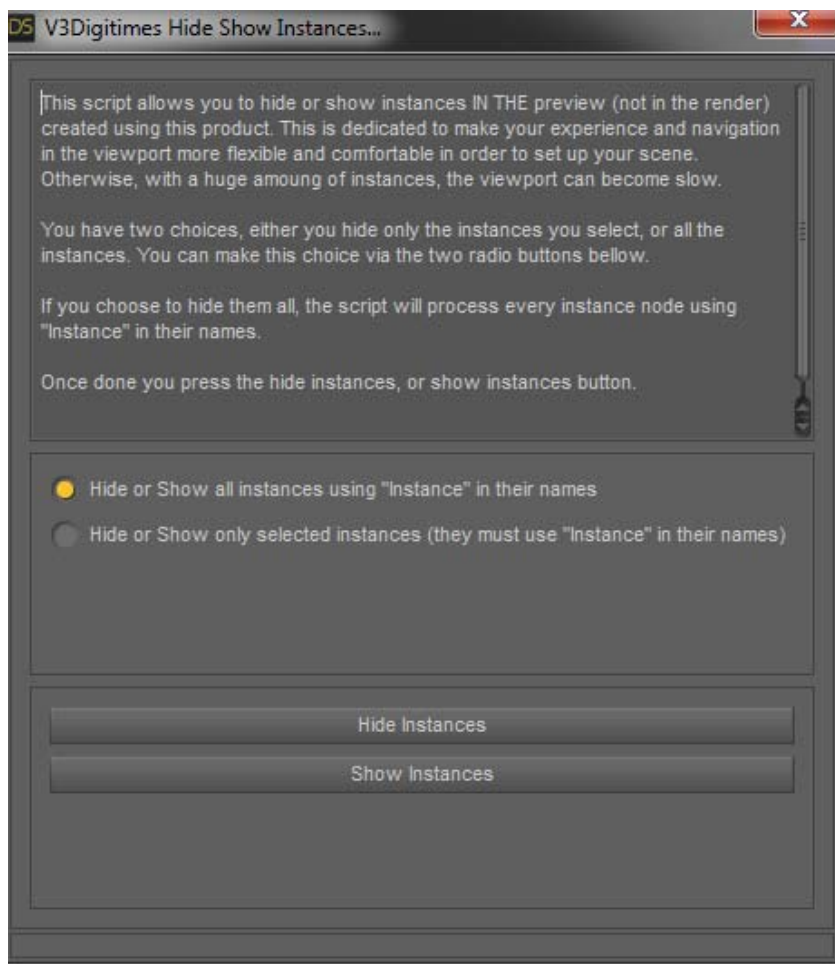 DS V3Digitimes Hide Show Instances...
This script allows you to hide or show instances IN THE preview (not in the render)
created using this product. This is dedicated to make your experience and navigation
in the viewport more flexible and comfortable in order to set up your scene.
Otherwise, with a huge amoung of instances, the viewport can become slow.
You have two choices, either you hide only the instances you select, or all the
instances. You can make this choice via the two radio buttons bellow.
If you choose to hide them all, the script will process every instance node using
"Instance" in their names.
Once done you press the hide instances, or show instances button.
Hide or Show all instances using "Instance" in their names
Hide or Show only selected instances (they must use "Instance" in their names)
Hide Instances
Show Instances